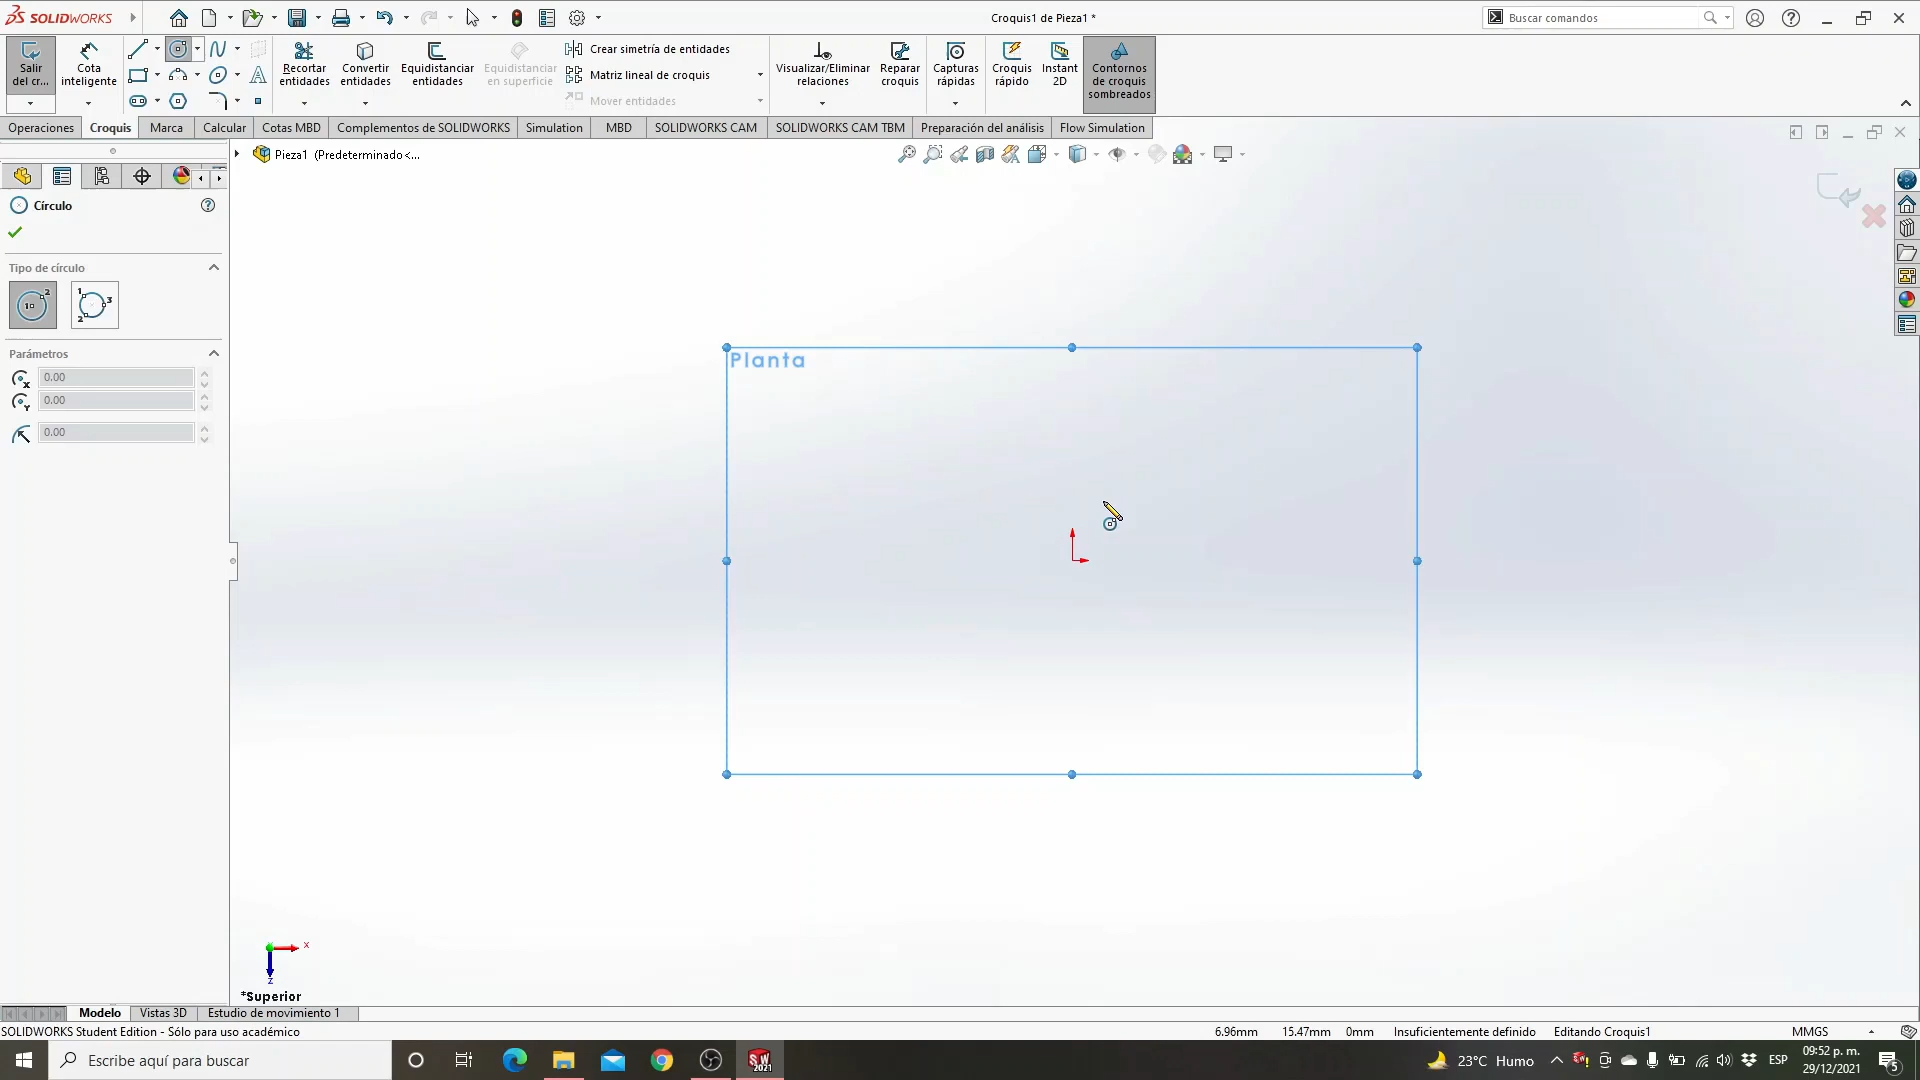 SOLIDWORKS
Croquis1 de Pieza1 *
Buscar comandos
Salir
del cr...
Cota
inteligente
Recortar
entidades
Convertir
entidades
Equidistanciar
entidades
Equidistanciar
en superficie
Crear simetría de entidades
Matriz lineal de croquis
Mover entidades
Visualizar/Eliminar
relaciones
Reparar
croquis
Capturas
rápidas
Croquis
rápido
Instant
2D
Contornos
de croquis
sombreados
Operaciones
Croquis
Marca
Calcular
Cotas MBD
Complementos de SOLIDWORKS
Simulation
MBD
SOLIDWORKS CAM
SOLIDWORKS CAM TBM
Preparación del análisis
Flow Simulation
Pieza1 (Predeterminado<...
Círculo
Tipo de círculo
Parámetros
0.00
0.00
0.00
Planta
x
z
*Superior
Modelo
Vistas 3D
Estudio de movimiento 1
SOLIDWORKS Student Edition - Sólo para uso académico
6.96mm
15.47mm
0mm
Insuficientemente definido
Editando Croquis1
MMGS
Escribe aquí para buscar
SW
2021
23°C Humo
ESP
09:52 p. m.
29/12/2021
5